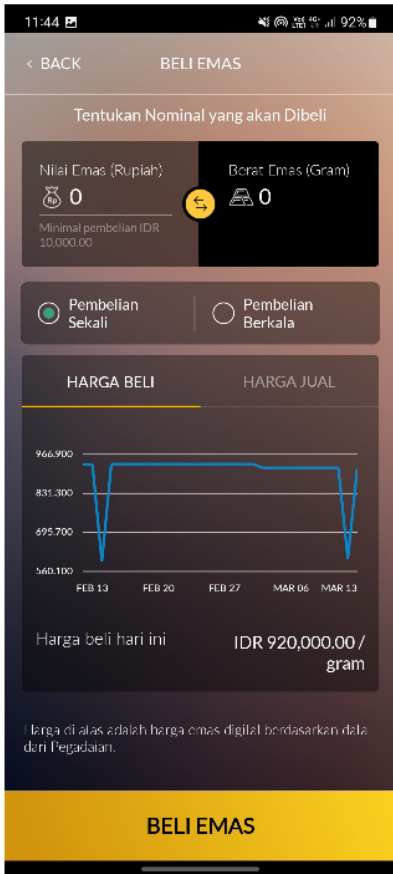 11:44
92%
< BACK
BELI EMAS
Tentukan Nominal yang akan Dibeli
Nilai Emas (Rupiah)
Rp 0
Minimal pembelian IDR
10,000.00
Berat Emas (Gram)
0
Pembelian
Sekali
Pembelian
Berkala
HARGA BELI
HARGA JUAL
966.900
831.300
695.700
560.100
FEB 13 FEB 20 FEB 27 MAR 06 MAR 13
Harga beli hari ini
IDR 920,000.00 /
gram
Harga di atas adalah harga emas digital berdasarkan data
dari Pegadaian.
BELI EMAS